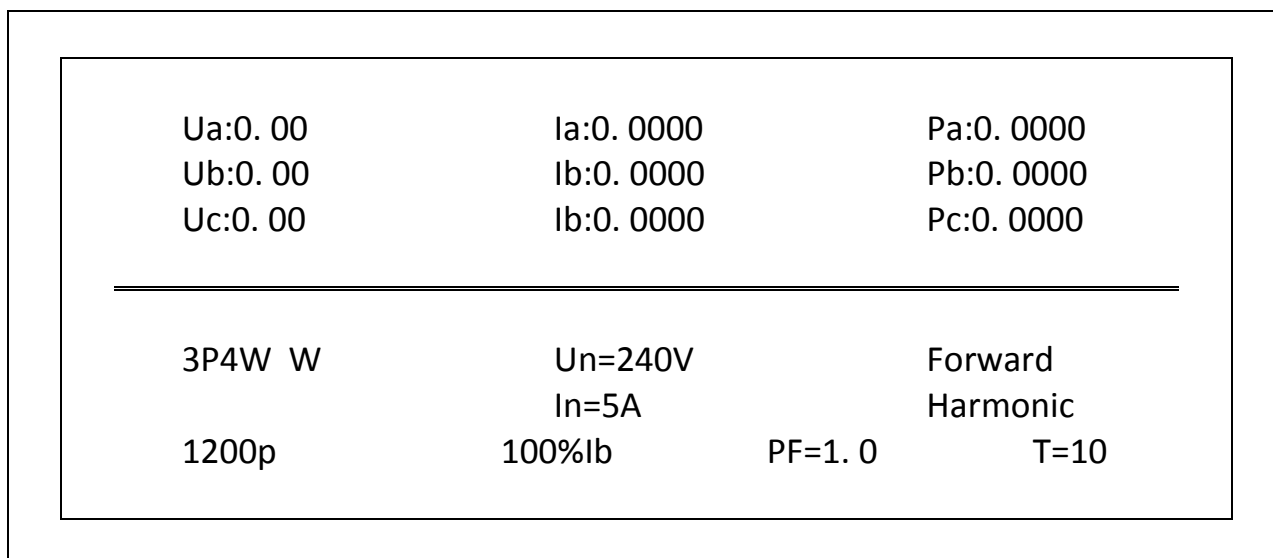 Ua:0. 00 Ia:0. 0000 Pa:0. 0000
Ub:0. 00 Ib:0. 0000 Pb:0. 0000
Uc:0. 00 Ib:0. 0000 Pc:0. 0000
3P4W W Un=240V Forward
In=5A Harmonic
1200p 100%Ib PF=1. 0 T=10